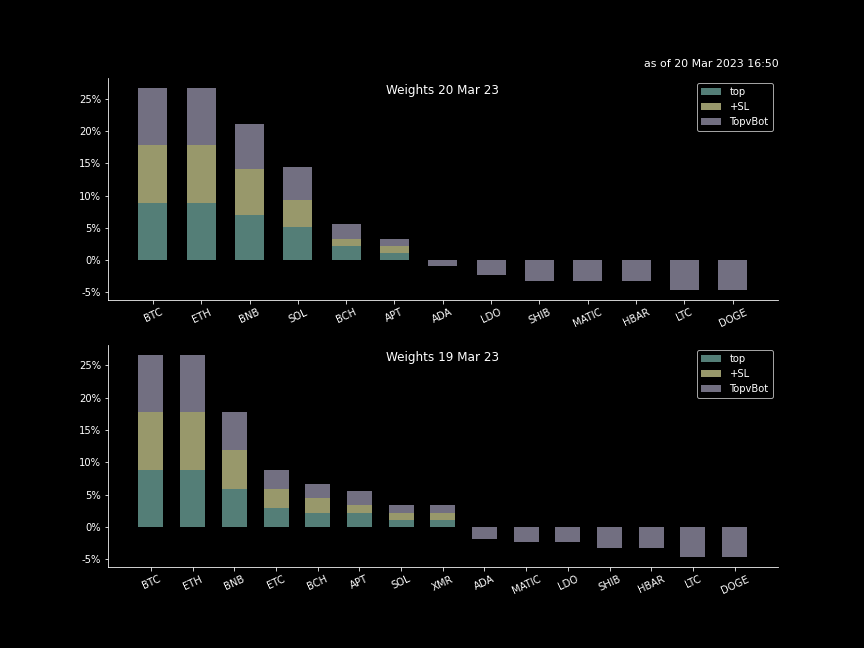 as of 20 Mar 2023 16:50
Weights 20 Mar 23
top
+SL
TopvBot
25%
20%
15%
10%
5%
0%
-5%
BTC ETH BNB SOL BCH APT ADA LDO SHIB MATIC HBAR LTC DOGE
Weights 19 Mar 23
top
+SL
TopvBot
25%
20%
15%
10%
5%
0%
-5%
BTC ETH BNB ETC BCH APT SOL XMR ADA MATIC LDO SHIB HBAR LTC DOGE